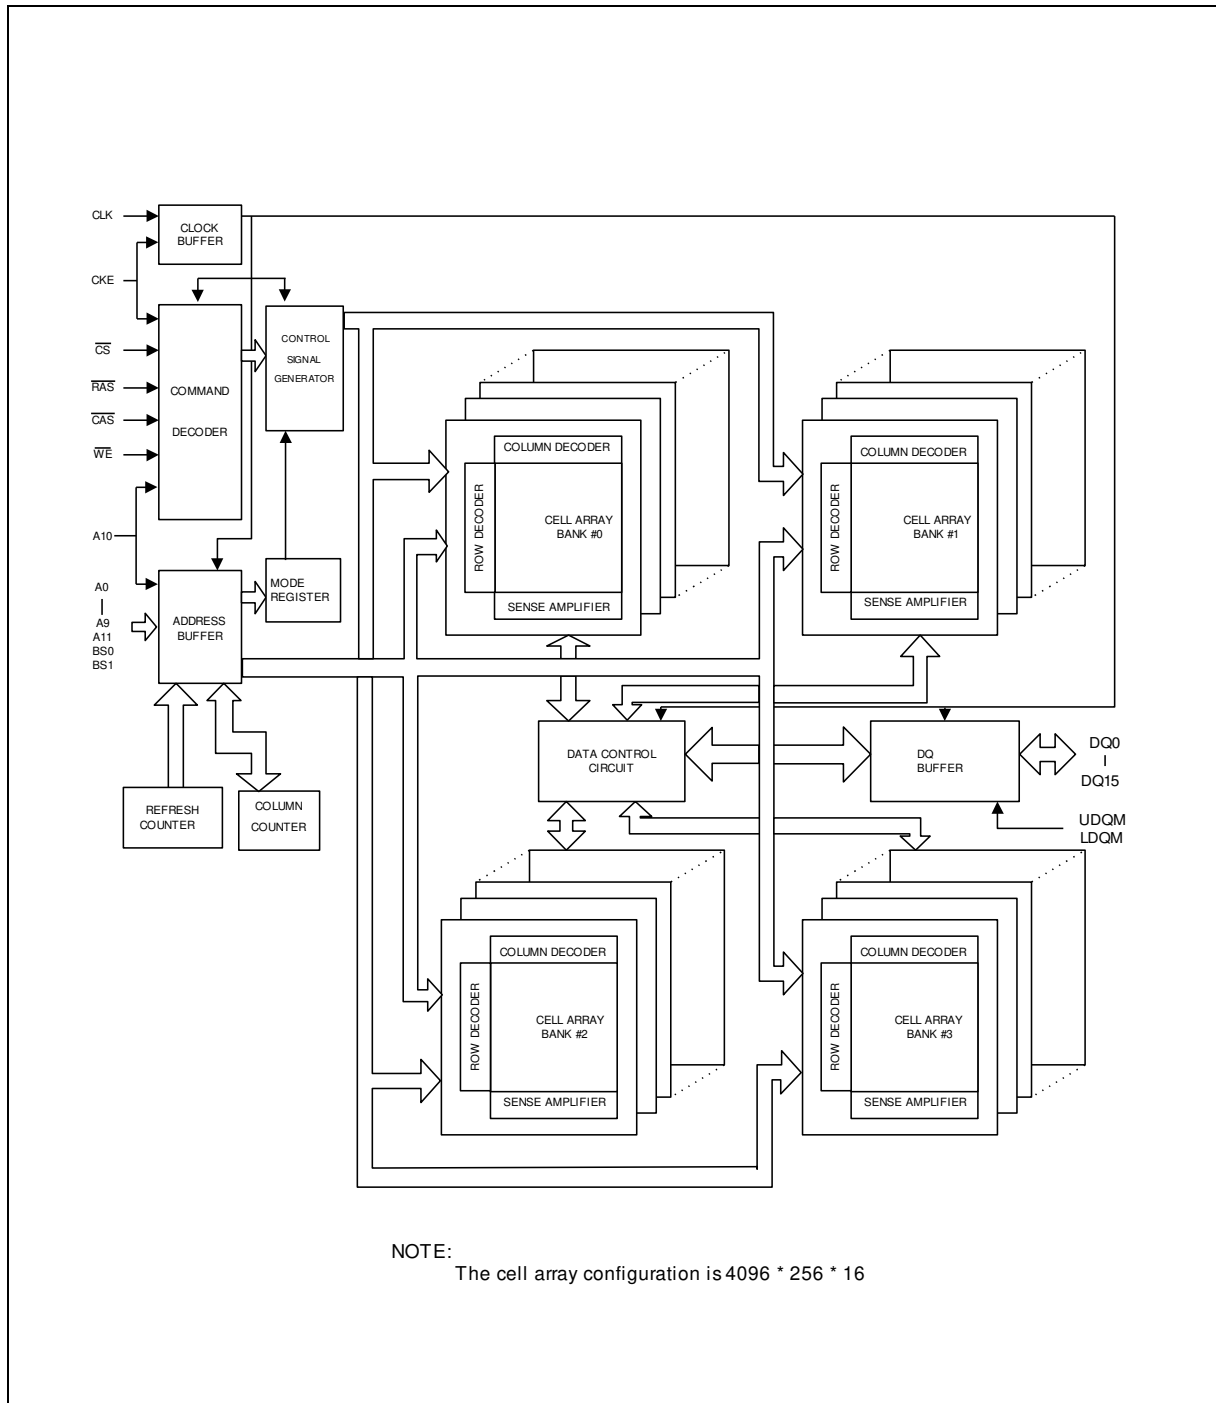 CLK
CLOCK
BUFFER
CKE
CS
RAS
CAS
WE
COMMAND
DECODER
CONTROL
SIGNAL
GENERATOR
A10
A0
A9
A11
BS0
BS1
ADDRESS
BUFFER
MODE
REGISTER
REFRESH
COUNTER
COLUMN
COUNTER
COLUMN DECODER
ROW DECODER
CELL ARRAY
BANK #0
SENSE AMPLIFIER
COLUMN DECODER
ROW DECODER
CELL ARRAY
BANK #1
SENSE AMPLIFIER
DATA CONTROL
CIRCUIT
DQ
BUFFER
DQ0
DQ15
UDQM
LDQM
COLUMN DECODER
ROW DECODER
CELL ARRAY
BANK #2
SENSE AMPLIFIER
COLUMN DECODER
ROW DECODER
CELL ARRAY
BANK #3
SENSE AMPLIFIER
NOTE:
The cell array configuration is 4096 * 256 * 16